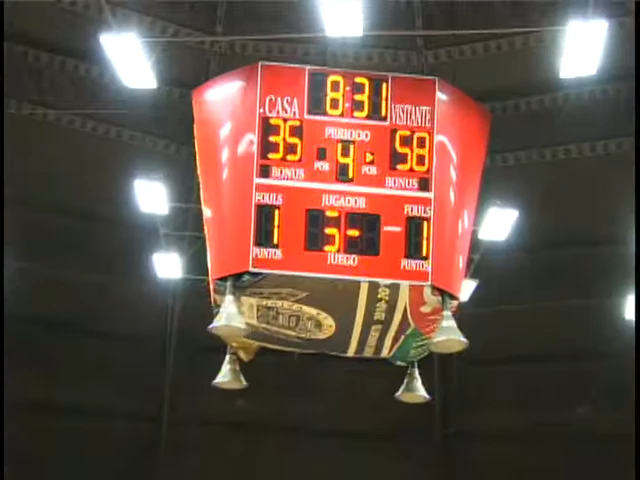 8:31
CASA VISITANTE
35 PERIODO 58
POS 4 POS
BONUS BONUS
FOULS JUGADOR FOULS
1 5- 1
PUNTOS JUEGO PUNTOS